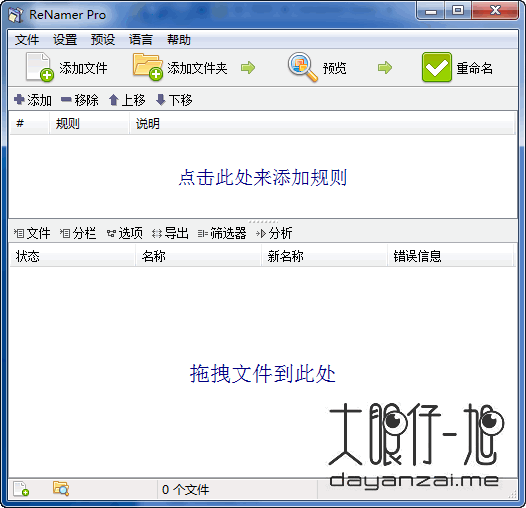 ReNamer Pro
文件 设置 预设 语言 帮助
添加文件 添加文件夹 预览 重命名
添加 移除 上移 下移
# 规则 说明
点击此处来添加规则
文件 分栏 选项 导出 筛选器 分析
状态 名称 新名称 错误信息
拖拽文件到此处
大眼仔~旭
dayanzai.me
0 个文件